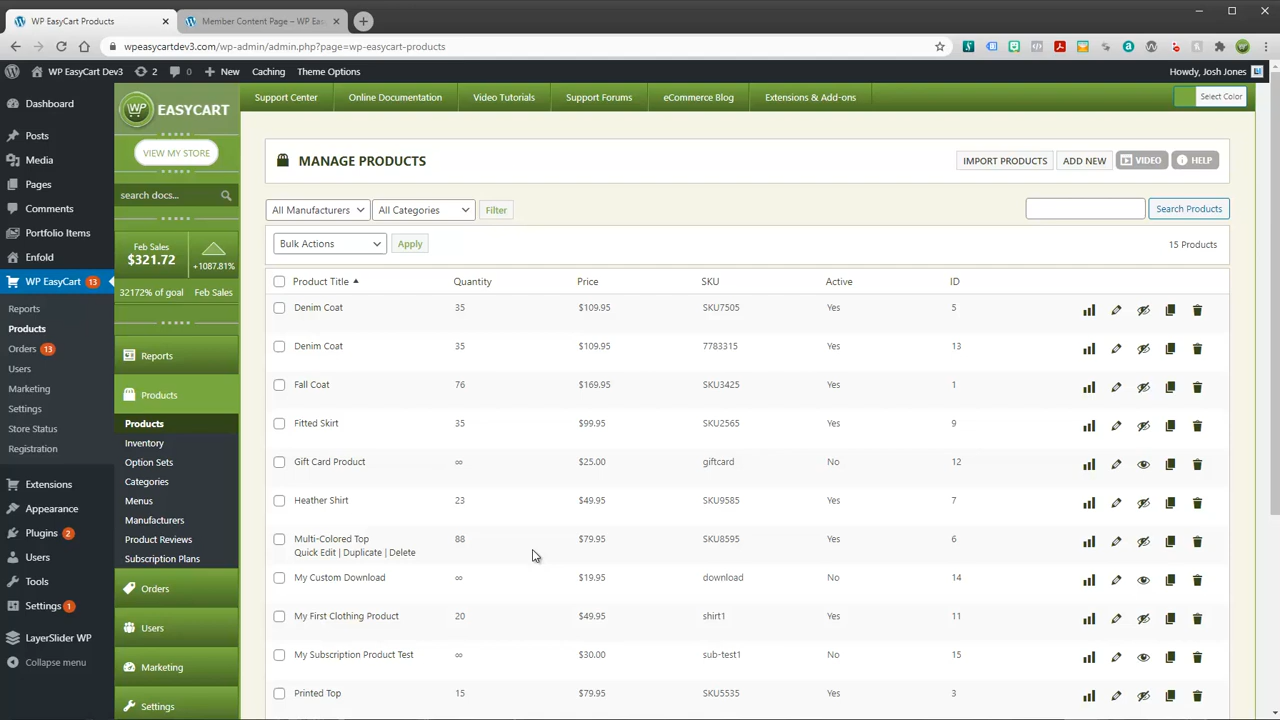 WP EasyCart Products
Member Content Page – WP Eas
wpeasycartdev3.com/wp-admin/admin.php?page=wp-easycart-products
WP EasyCart Dev3 2 0 New Caching Theme Options Howdy, Josh Jones
Dashboard
Posts
Media
Pages
Comments
Portfolio Items
Enfold
WP EasyCart 13
Reports
Products
Orders 13
Users
Marketing
Settings
Store Status
Registration
Extensions
Appearance
Plugins 2
Users
Tools
Settings 1
LayerSlider WP
Collapse menu
WP EASYCART
VIEW MY STORE
search docs...
Feb Sales
$321.72
+1087.81%
32172% of goal Feb Sales
Reports
Products
Products
Inventory
Option Sets
Categories
Menus
Manufacturers
Product Reviews
Subscription Plans
Orders
Users
Marketing
Settings
Support Center Online Documentation Video Tutorials Support Forums eCommerce Blog Extensions & Add-ons Select Color
MANAGE PRODUCTS IMPORT PRODUCTS ADD NEW VIDEO HELP
All Manufacturers All Categories Filter Search Products
Bulk Actions Apply 15 Products
Product Title Quantity Price SKU Active ID
Denim Coat 35 $109.95 SKU7505 Yes 5
Denim Coat 35 $109.95 7783315 Yes 13
Fall Coat 76 $169.95 SKU3425 Yes 1
Fitted Skirt 35 $99.95 SKU2565 Yes 9
Gift Card Product ∞ $25.00 giftcard No 12
Heather Shirt 23 $49.95 SKU9585 Yes 7
Multi-Colored Top 88 $79.95 SKU8595 Yes 6
Quick Edit | Duplicate | Delete
My Custom Download ∞ $19.95 download No 14
My First Clothing Product 20 $49.95 shirt1 Yes 11
My Subscription Product Test ∞ $30.00 sub-test1 No 15
Printed Top 15 $79.95 SKU5535 Yes 3